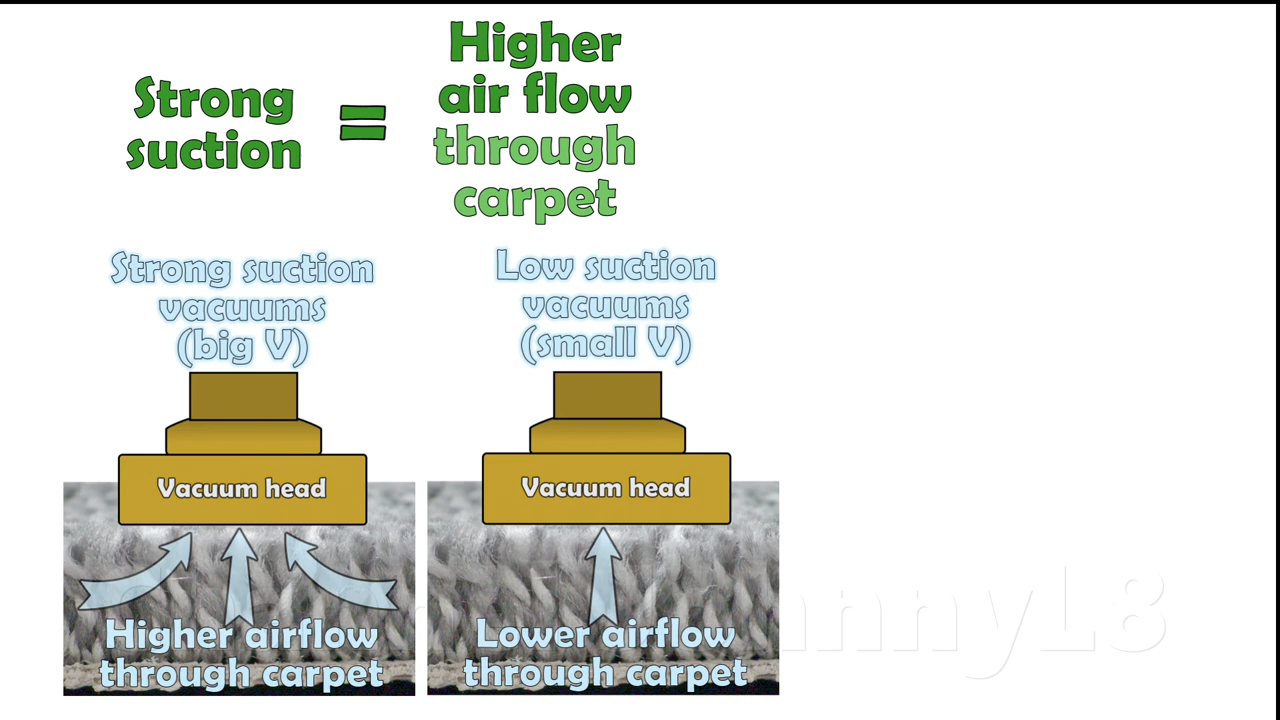 Strong
suction
=
Higher
air flow
through
carpet
Strong suction
vacuums
(big V)
Low suction
vacuums
(small V)
Vacuum head
Vacuum head
Higher airflow
through carpet
Lower airflow
through carpet